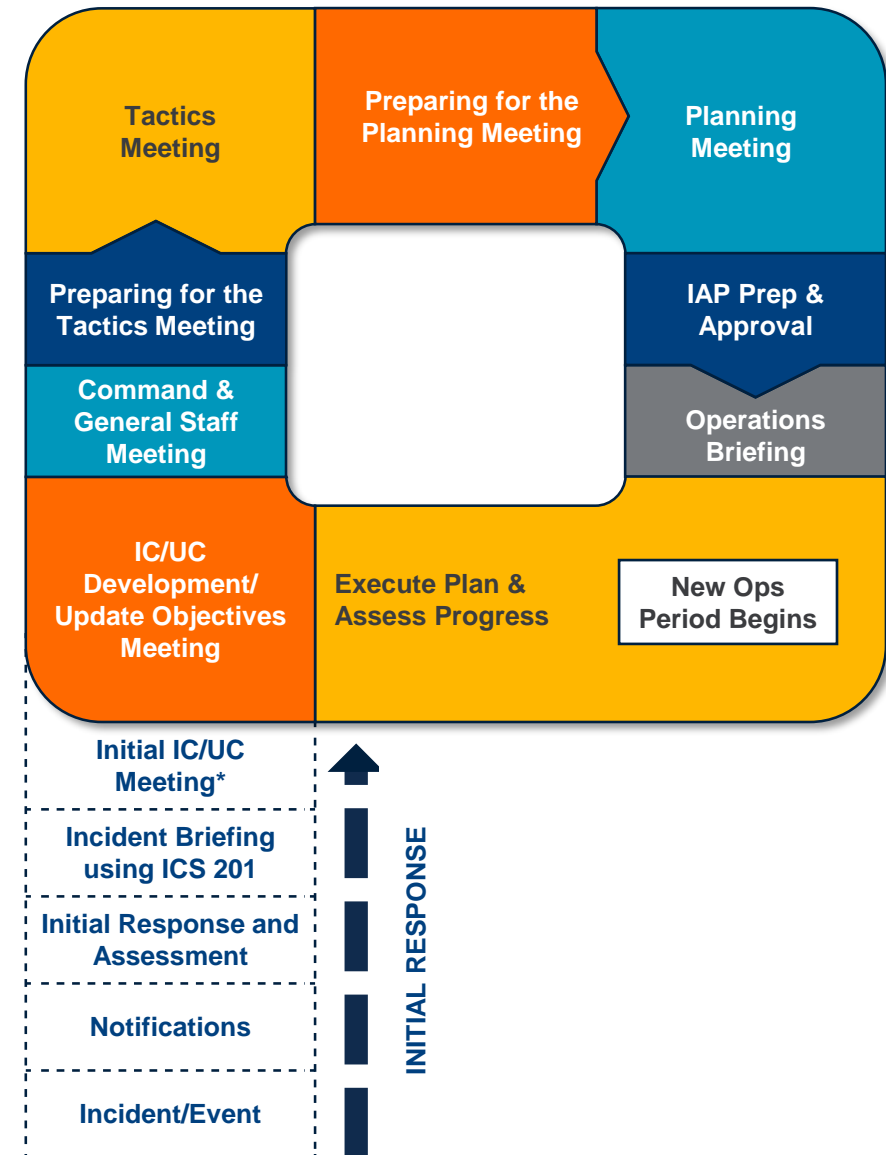 Tactics
Meeting
Preparing for the
Planning Meeting
Planning
Meeting
Preparing for the
Tactics Meeting
IAP Prep &
Approval
Command &
General Staff
Meeting
Operations
Briefing
IC/UC
Development/
Update Objectives
Meeting
Execute Plan &
Assess Progress
New Ops
Period Begins
Initial IC/UC
Meeting*
Incident Briefing
using ICS 201
Initial Response and
Assessment
Notifications
Incident/Event
INITIAL RESPONSE